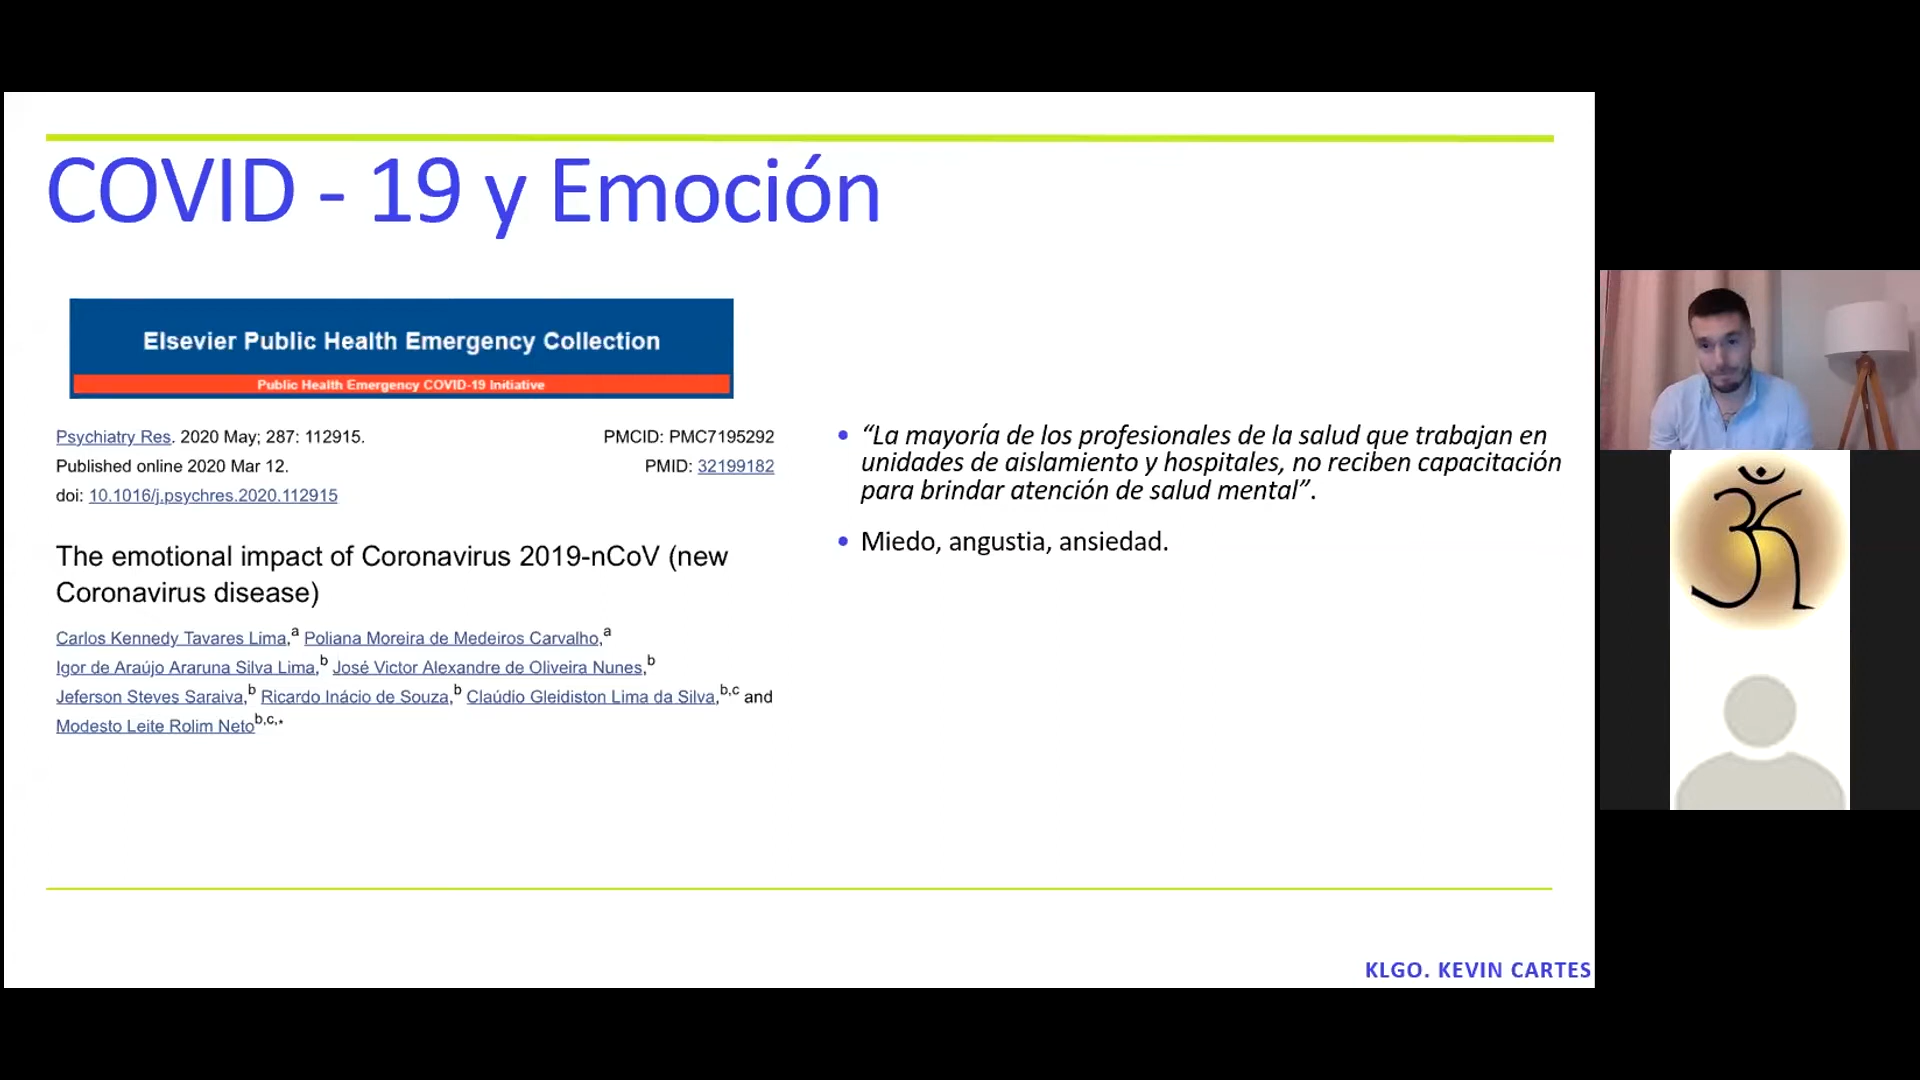 COVID - 19 y Emoción
Elsevier Public Health Emergency Collection
Public Health Emergency COVID-19 Initiative
Psychiatry Res. 2020 May; 287: 112915.
PMCID: PMC7195292
Published online 2020 Mar 12.
PMID: 32199182
doi: 10.1016/j.psychres.2020.112915
The emotional impact of Coronavirus 2019-nCoV (new
Coronavirus disease)
Carlos Kennedy Tavares Lima,a Poliana Moreira de Medeiros Carvalho,a
Igor de Araújo Araruna Silva Lima,b José Victor Alexandre de Oliveira Nunes,b
Jeferson Steves Saraiva,b Ricardo Inácio de Souza,b Claúdio Gleidiston Lima da Silva,b,c and
Modesto Leite Rolim Netob,c,*
• “La mayoría de los profesionales de la salud que trabajan en
unidades de aislamiento y hospitales, no reciben capacitación
para brindar atención de salud mental”.
• Miedo, angustia, ansiedad.
KLGO. KEVIN CARTES